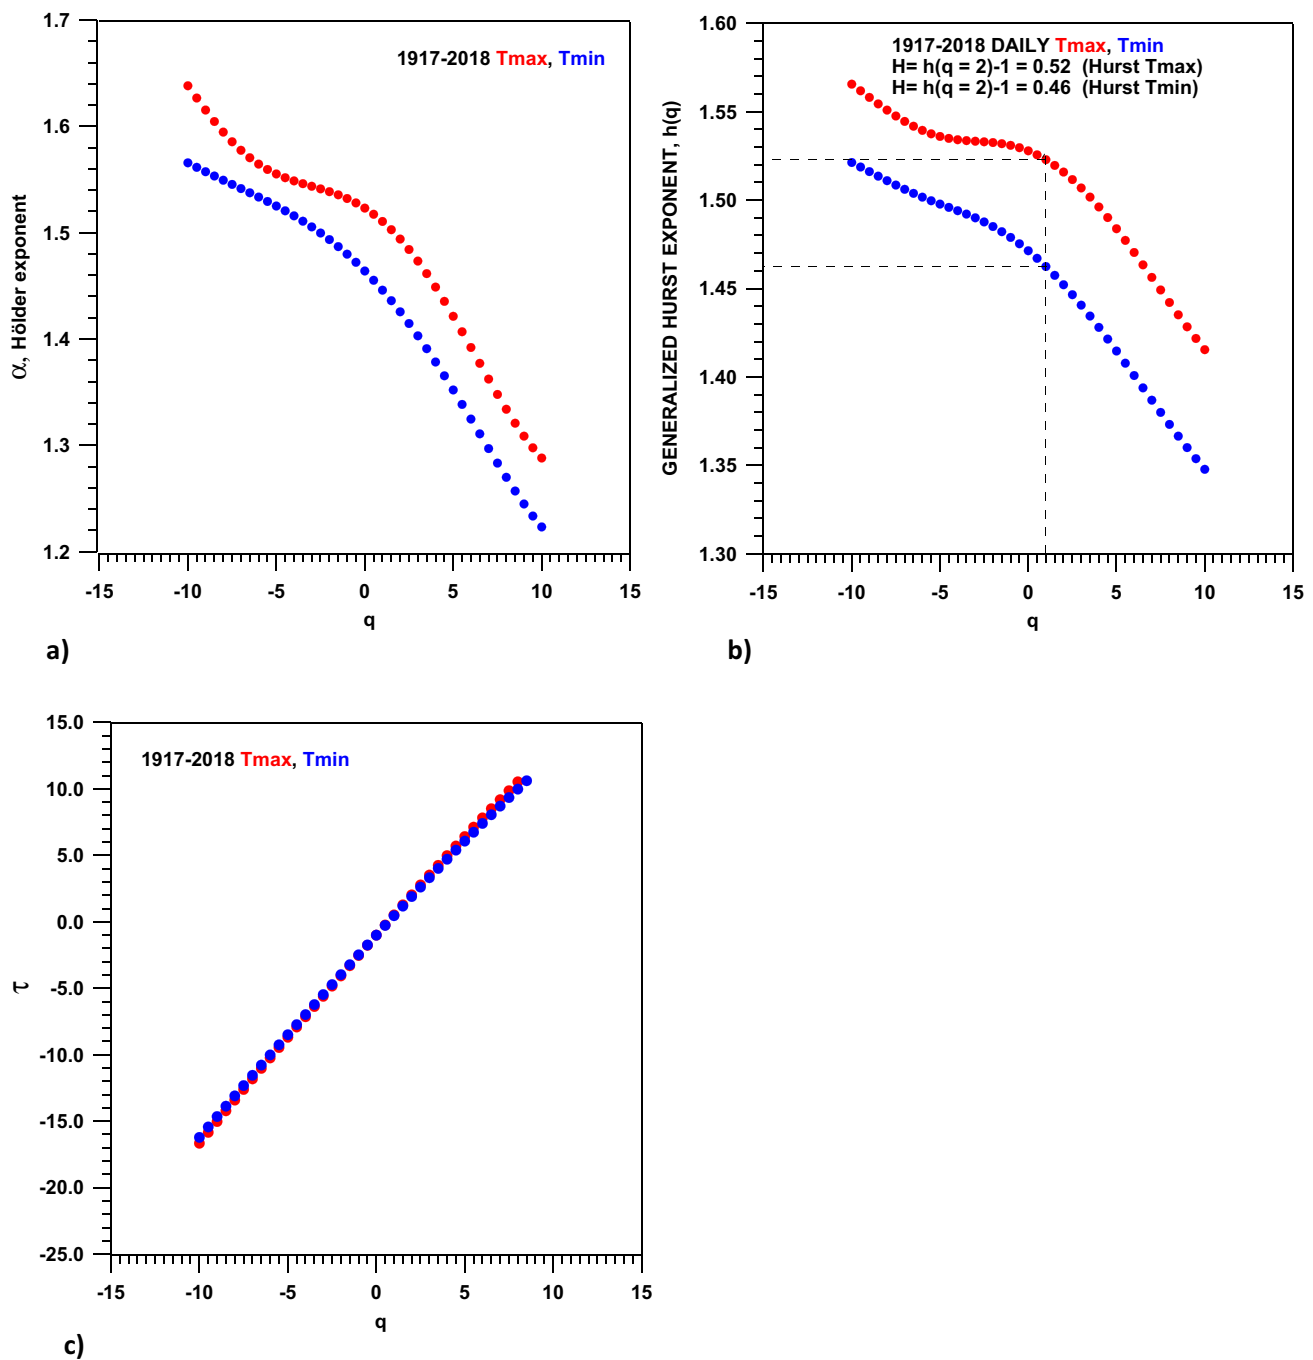 1.7
1.6
1.5
1.4
1.3
1.2
α, Hölder exponent
1917-2018 Tmax, Tmin
-15 -10 -5 0 5 10 15
q
a)
1.60
1.55
1.50
1.45
1.40
1.35
1.30
GENERALIZED HURST EXPONENT, h(q)
1917-2018 DAILY Tmax, Tmin
H= h(q = 2)-1 = 0.52 (Hurst Tmax)
H= h(q = 2)-1 = 0.46 (Hurst Tmin)
-15 -10 -5 0 5 10 15
q
b)
15.0
10.0
5.0
0.0
-5.0
-10.0
-15.0
-20.0
-25.0
τ
1917-2018 Tmax, Tmin
-15 -10 -5 0 5 10 15
q
c)